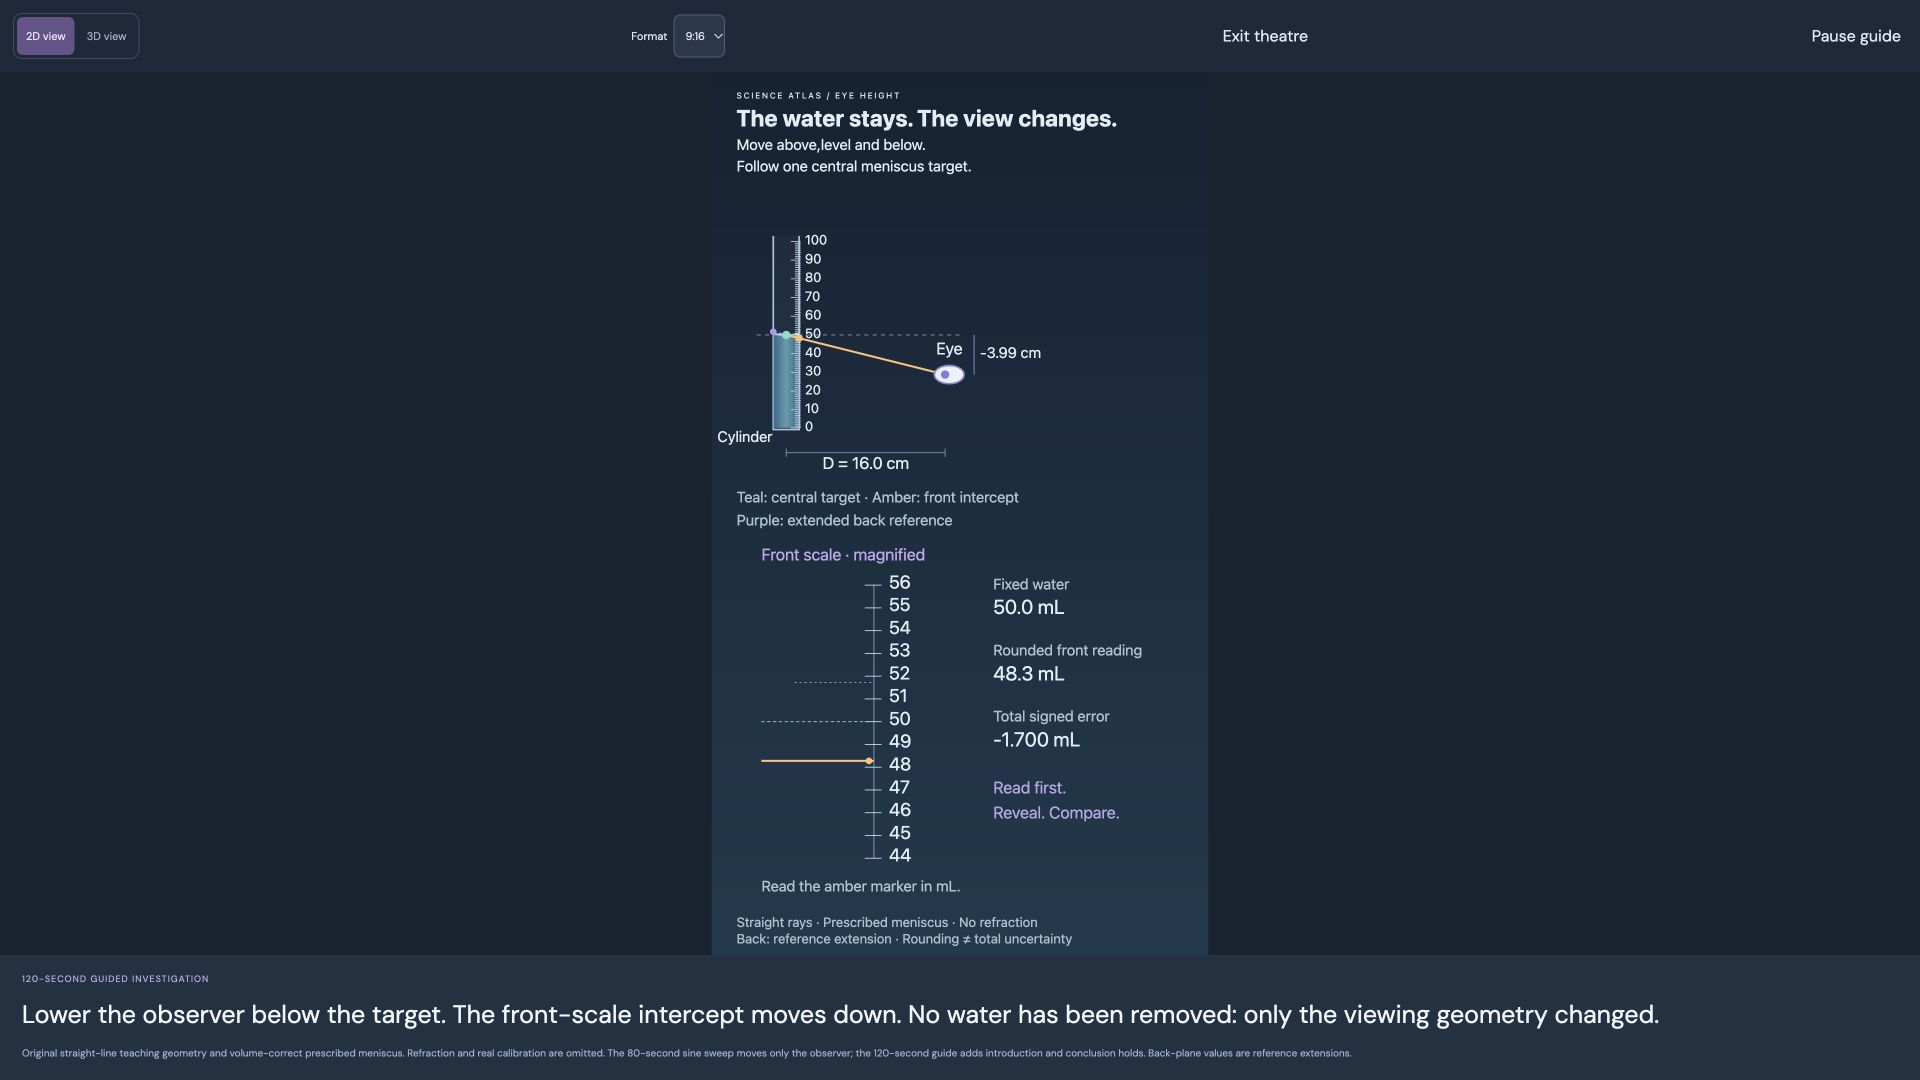 2D view
3D view
Format
9:16
Exit theatre
Pause guide
SCIENCE ATLAS / EYE HEIGHT
The water stays. The view changes.
Move above,level and below.
Follow one central meniscus target.
100
90
80
70
60
50
40
30
20
10
0
Eye
-3.99 cm
Cylinder
D = 16.0 cm
Teal: central target · Amber: front intercept
Purple: extended back reference
Front scale · magnified
56
55
54
53
52
51
50
49
48
47
46
45
44
Fixed water
50.0 mL
Rounded front reading
48.3 mL
Total signed error
-1.700 mL
Read first.
Reveal. Compare.
Read the amber marker in mL.
Straight rays · Prescribed meniscus · No refraction
Back: reference extension · Rounding ≠ total uncertainty
120-SECOND GUIDED INVESTIGATION
Lower the observer below the target. The front-scale intercept moves down. No water has been removed: only the viewing geometry changed.
Original straight-line teaching geometry and volume-correct prescribed meniscus. Refraction and real calibration are omitted. The 80-second sine sweep moves only the observer; the 120-second guide adds introduction and conclusion holds. Back-plane values are reference extensions.